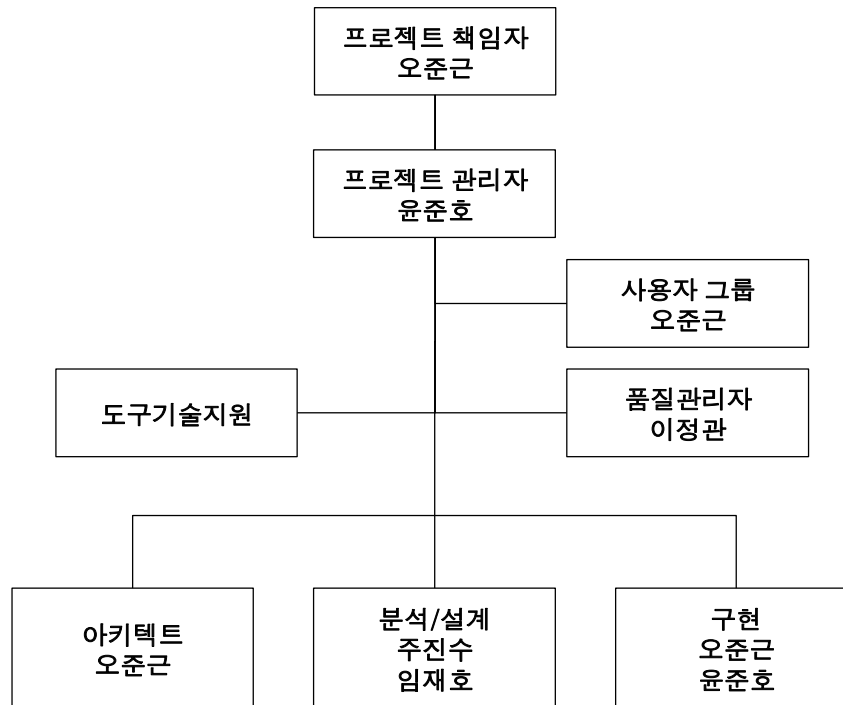 프로젝트 책임자
오준근
프로젝트 관리자
윤준호
사용자 그룹
오준근
도구기술지원
품질관리자
이정관
아키텍트
오준근
분석/설계
주진수
임재호
구현
오준근
윤준호